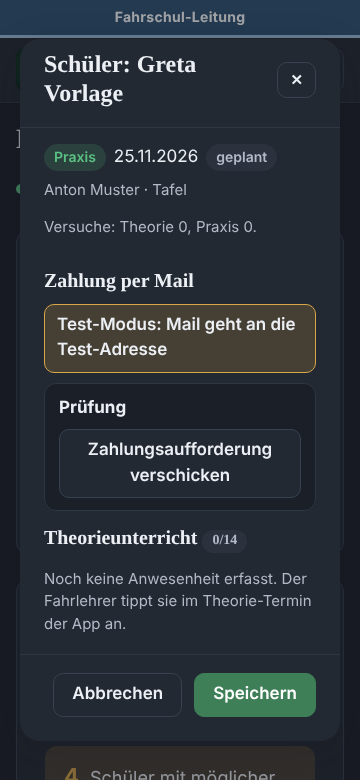 Fahrschul-Leitung
Schüler: Greta
Vorlage
×
Praxis 25.11.2026 geplant
Anton Muster · Tafel
Versuche: Theorie 0, Praxis 0.
Zahlung per Mail
Test-Modus: Mail geht an die
Test-Adresse
Prüfung
Zahlungsaufforderung
verschicken
Theorieunterricht 0/14
Noch keine Anwesenheit erfasst. Der
Fahrlehrer tippt sie im Theorie-Termin
der App an.
Abbrechen Speichern
4 Schüler mit möglicher